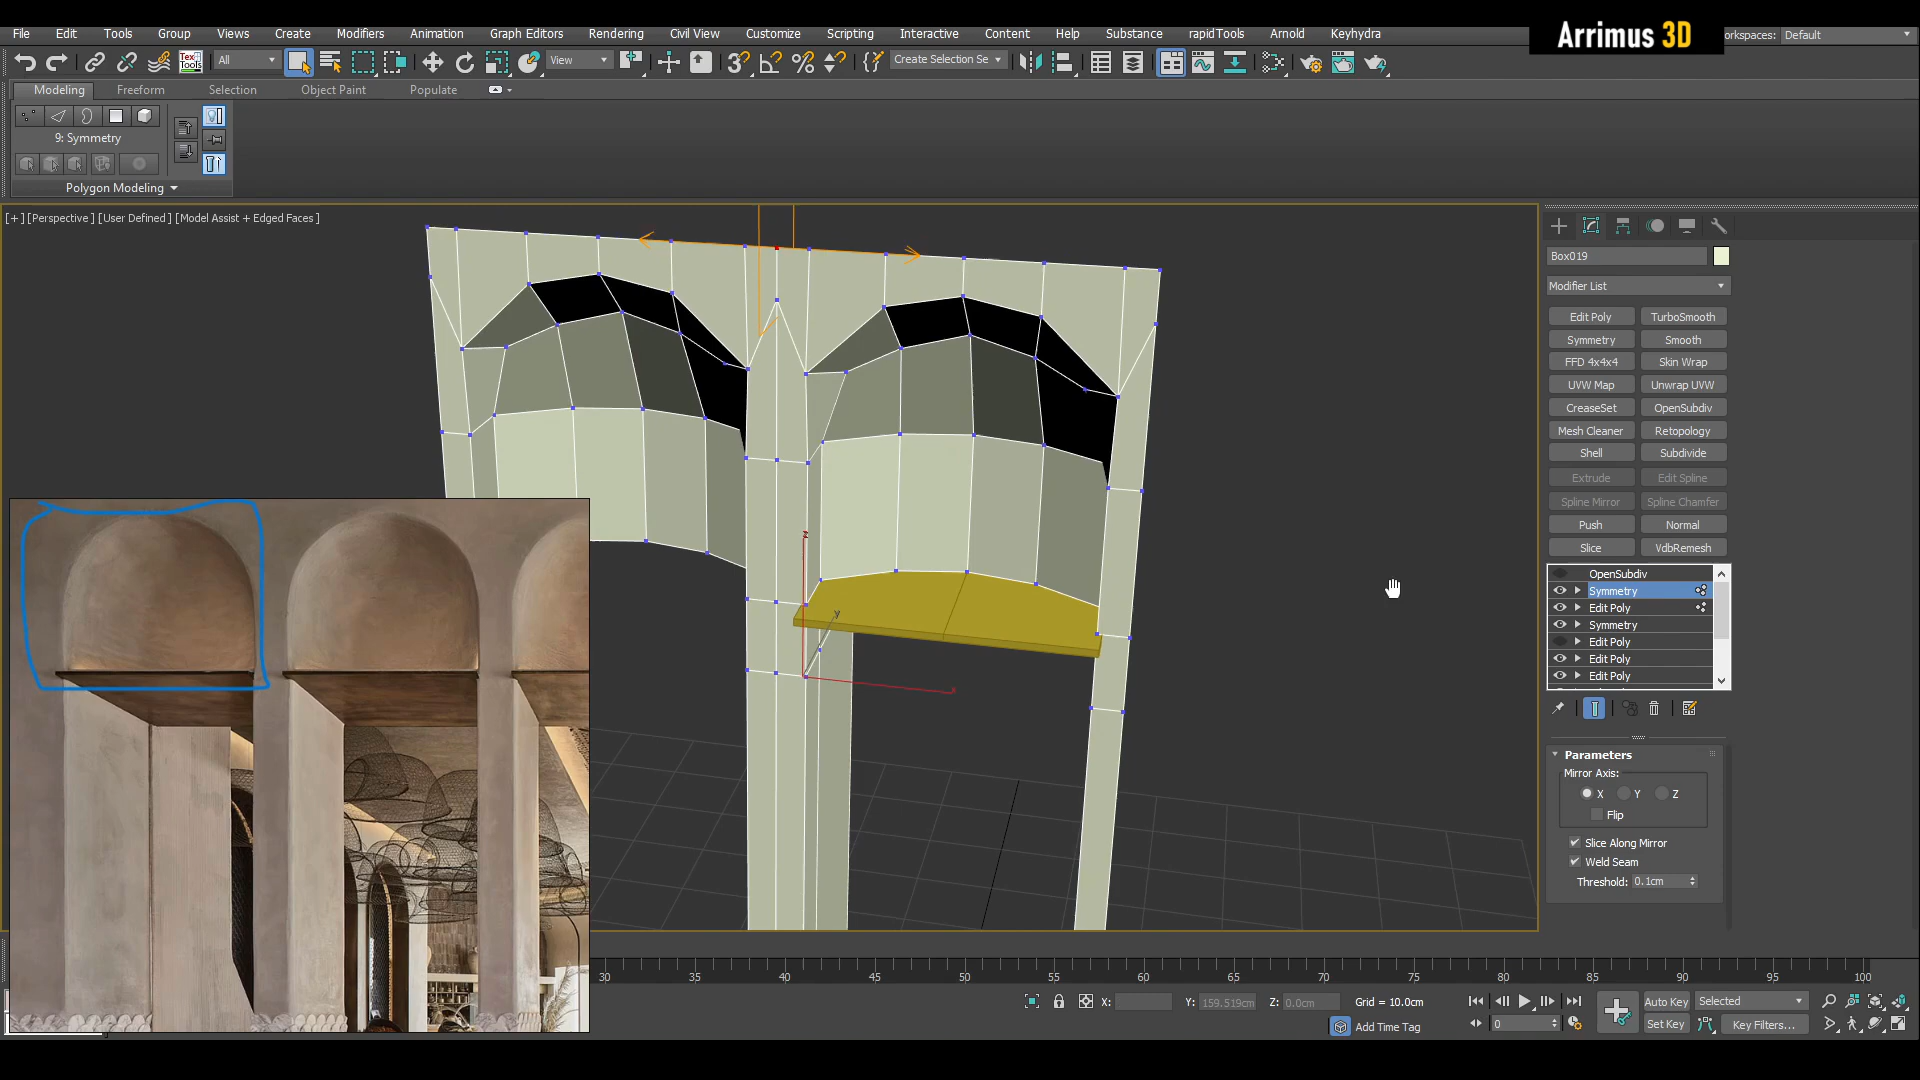 Arrimus 3D
File Edit Tools Group Views Create Modifiers Animation Graph Editors Rendering Civil View Customize Scripting Interactive Content Help Substance rapidTools Arnold Keyhydra
orkspaces: Default
All View Create Selection Se
Modeling Freeform Selection Object Paint Populate
9: Symmetry
Polygon Modeling
[+] [Perspective] [User Defined] [Model Assist + Edged Faces]
z
y
x
Box019
Modifier List
Edit Poly TurboSmooth
Symmetry Smooth
FFD 4x4x4 Skin Wrap
UVW Map Unwrap UVW
CreaseSet OpenSubdiv
Mesh Cleaner Retopology
Shell Subdivide
Extrude Edit Spline
Spline Mirror Spline Chamfer
Push Normal
Slice VdbRemesh
OpenSubdiv
Symmetry
Edit Poly
Symmetry
Edit Poly
Edit Poly
Edit Poly
Parameters
Mirror Axis:
X Y Z
Flip
Slice Along Mirror
Weld Seam
Threshold: 0.1cm
30 35 40 45 50 55 60 65 70 75 80 85 90 95 100
X: Y: 159.519cm Z: 0.0cm Grid = 10.0cm
Add Time Tag
0
Auto Key Selected
Set Key Key Filters...